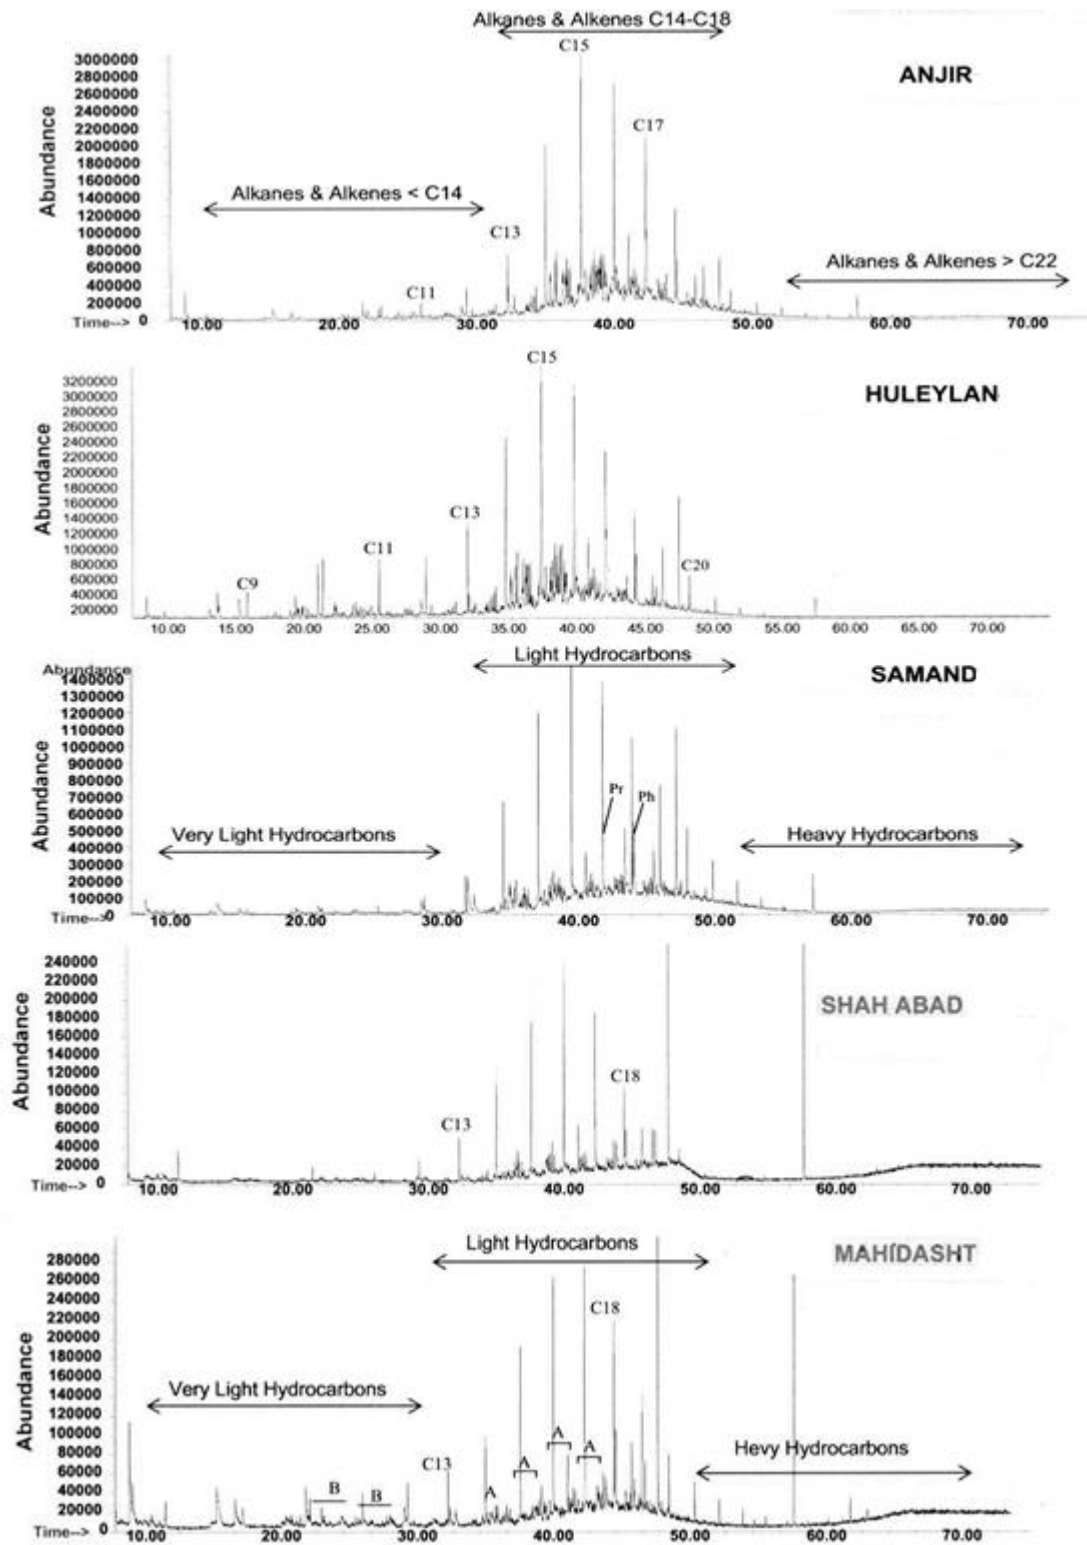 Alkanes & Alkenes C14-C18
C15
ANJIR
3000000
2800000
2600000
2400000
2200000
2000000
1800000
1600000
1400000
1200000
1000000
800000
600000
400000
200000
0
Abundance
C17
Alkanes & Alkenes < C14
C13
Alkanes & Alkenes > C22
C11
Time-->
10.00 20.00 30.00 40.00 50.00 60.00 70.00
C15
HULEYLAN
3200000
3000000
2800000
2600000
2400000
2200000
2000000
1800000
1600000
1400000
1200000
1000000
800000
600000
400000
200000
Abundance
C13
C11
C9
C20
10.00 15.00 20.00 25.00 30.00 35.00 40.00 45.00 50.00 55.00 60.00 65.00 70.00
Light Hydrocarbons
SAMAND
Abundance
1400000
1300000
1200000
1100000
1000000
900000
800000
700000
600000
500000
400000
300000
200000
100000
0
Abundance
Pr
Ph
Very Light Hydrocarbons
Heavy Hydrocarbons
Time-->
10.00 20.00 30.00 40.00 50.00 60.00 70.00
SHAH ABAD
240000
220000
200000
180000
160000
140000
120000
100000
80000
60000
40000
20000
0
Abundance
C18
C13
Time-->
10.00 20.00 30.00 40.00 50.00 60.00 70.00
Light Hydrocarbons
MAHİDASHT
280000
260000
240000
220000
200000
180000
160000
140000
120000
100000
80000
60000
40000
20000
0
Abundance
C18
Very Light Hydrocarbons
A
A
A
C13
Hevy Hydrocarbons
B
B
A
Time-->
10.00 20.00 30.00 40.00 50.00 60.00 70.00